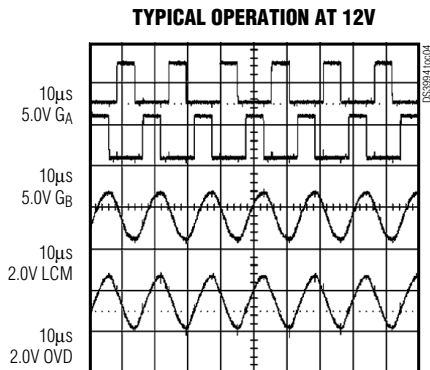 TYPICAL OPERATION AT 12V
10µs
5.0V GA
10µs
5.0V GB
10µs
2.0V LCM
10µs
2.0V OVD
DS3994 toc04